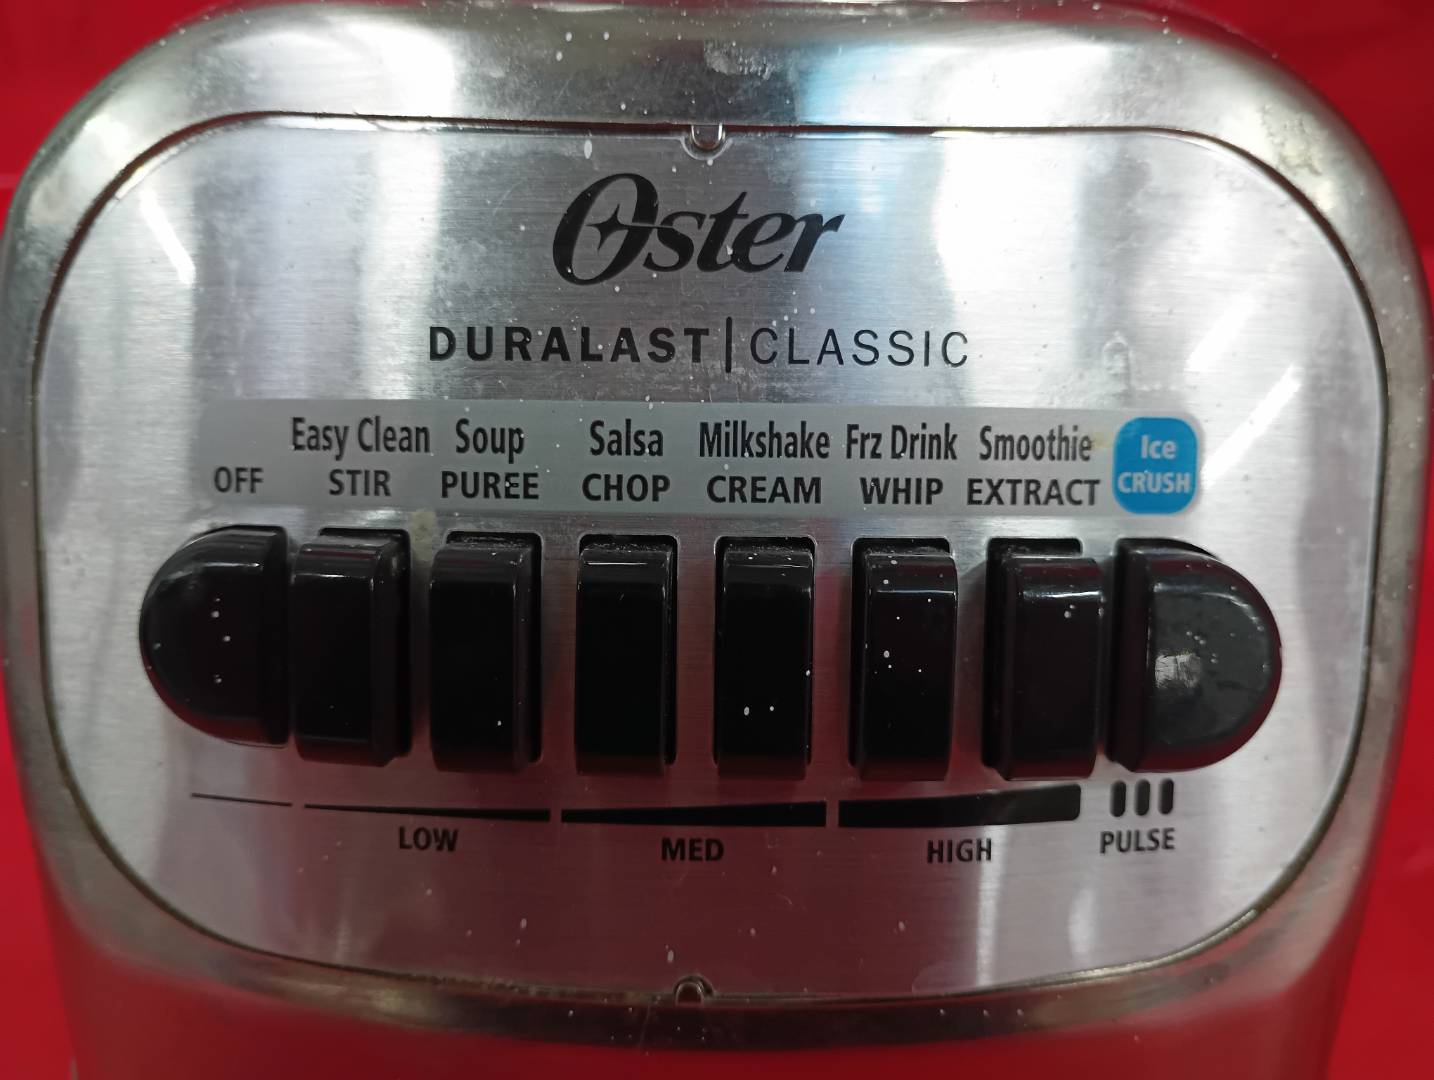 Oster
DURALAST|CLASSIC
Easy Clean Soup Salsa Milkshake Frz Drink Smoothie Ice
OFF STIR PUREE CHOP CREAM WHIP EXTRACT CRUSH
LOW MED HIGH PULSE